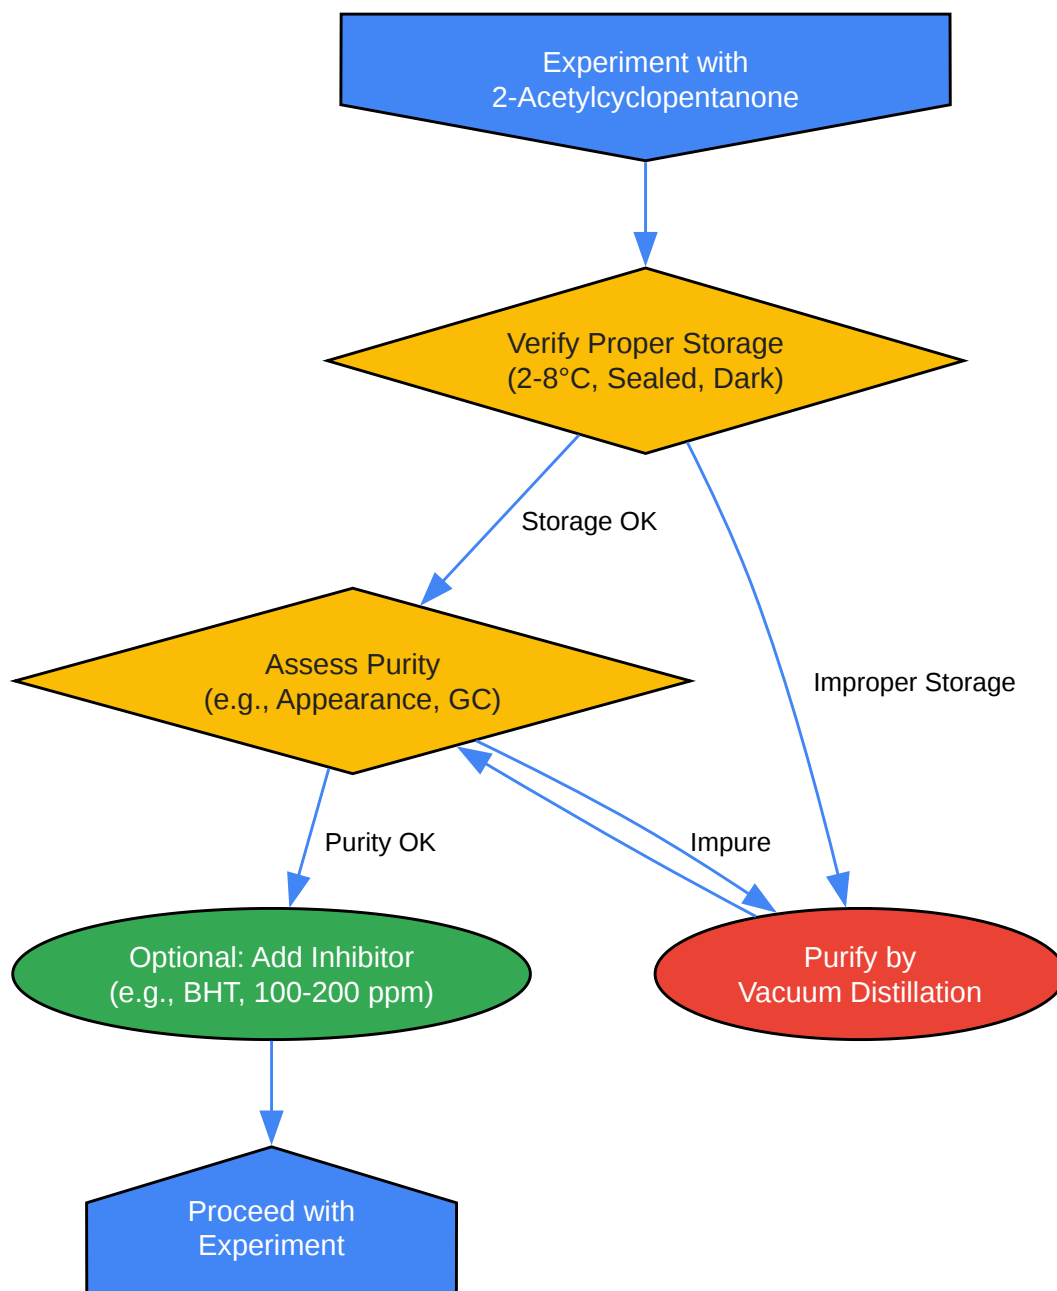 Experiment with
2-Acetylcyclopentanone
Verify Proper Storage
(2-8°C, Sealed, Dark)
Storage OK
Improper Storage
Assess Purity
(e.g., Appearance, GC)
Purity OK
Impure
Optional: Add Inhibitor
(e.g., BHT, 100-200 ppm)
Purify by
Vacuum Distillation
Proceed with
Experiment